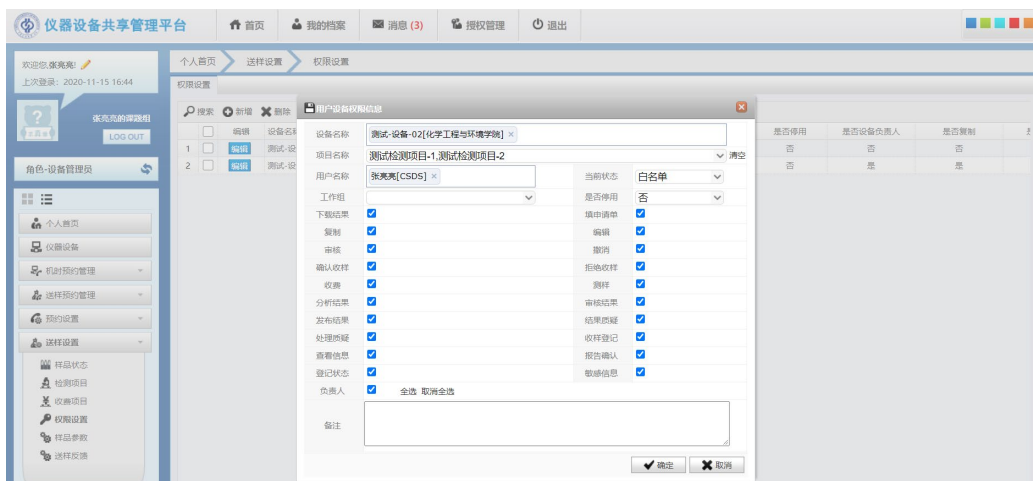 仪器设备共享管理平台 首页 我的档案 消息 (3) 授权管理 退出
欢迎您,张亮亮!
上次登录: 2020-11-15 16:44
张亮亮的课题组
LOG OUT
角色-设备管理员
个人首页
仪器设备
机时预约管理
送样预约管理
预约设置
送样设置
样品状态
检测项目
收费项目
权限设置
样品参数
送样反馈
个人首页 送样设置 权限设置
权限设置
搜索 新增 删除
编辑 设备名称 是否停用 是否设备负责人 是否复制
1 编辑 测试-设 否 否 否
2 编辑 测试-设 否 是 是
用户设备权限信息
设备名称 测试-设备-02[化学工程与环境学院] ×
项目名称 测试检测项目-1,测试检测项目-2 清空
用户名称 张亮亮[CSDS] × 当前状态 白名单
工作组 是否停用 否
下载结果 填申请单
复制 编辑
审核 撤消
确认收样 拒绝收样
收费 测样
分析结果 审核结果
发布结果 结果质疑
处理质疑 收样登记
查看信息 报告确认
登记状态 敏感信息
负责人 全选 取消全选
备注
确定 取消